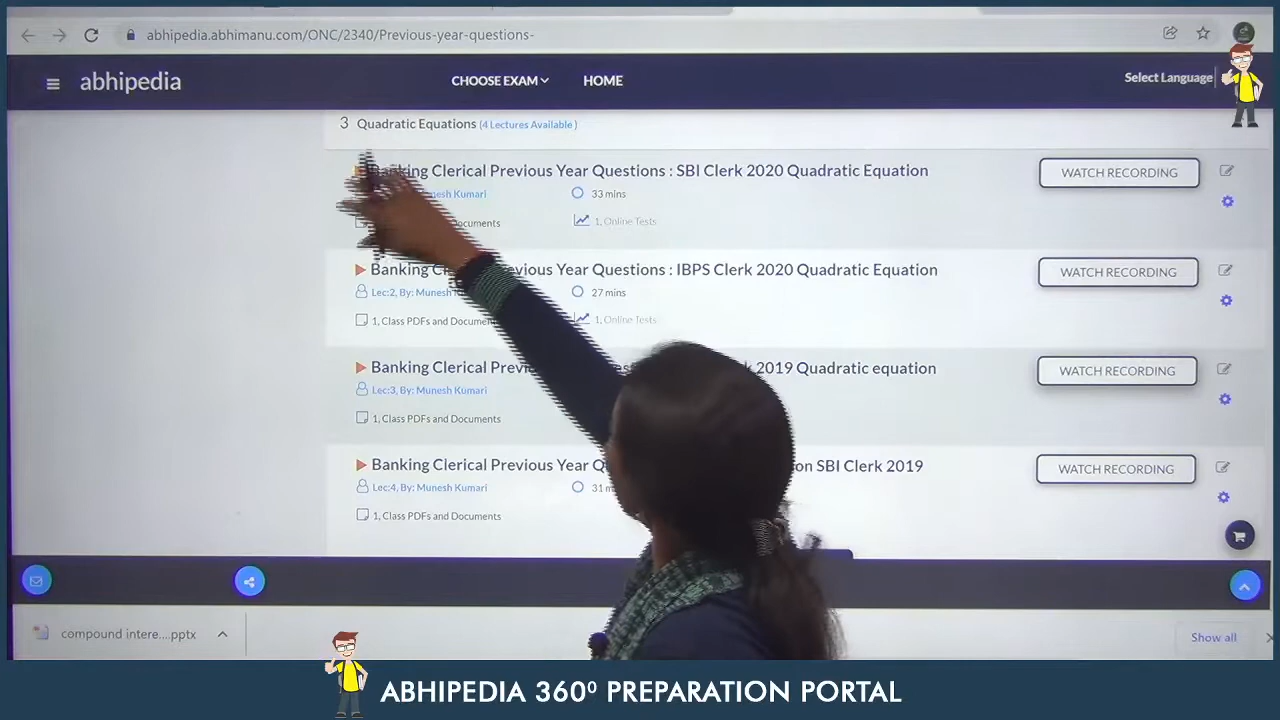 abhipedia.abhimanu.com/ONC/2340/Previous-year-questions-
abhipedia CHOOSE EXAM HOME Select Language
3 Quadratic Equations (4 Lectures Available )
Banking Clerical Previous Year Questions : SBI Clerk 2020 Quadratic Equation WATCH RECORDING
Munesh Kumari 33 mins
Documents 1, Online Tests
Banking Previous Year Questions : IBPS Clerk 2020 Quadratic Equation WATCH RECORDING
Lec:2, By: Munesh 27 mins
1, Class PDFs and Documents 1, Online Tests
Banking Clerical 2019 Quadratic equation WATCH RECORDING
Lec:3, By: Munesh Kumari
1, Class PDFs and Documents
Banking Clerical Previous Year on SBI Clerk 2019 WATCH RECORDING
Lec:4, By: Munesh Kumari 31
1, Class PDFs and Documents
compound intere....pptx Show all
ABHIPEDIA 360⁰ PREPARATION PORTAL